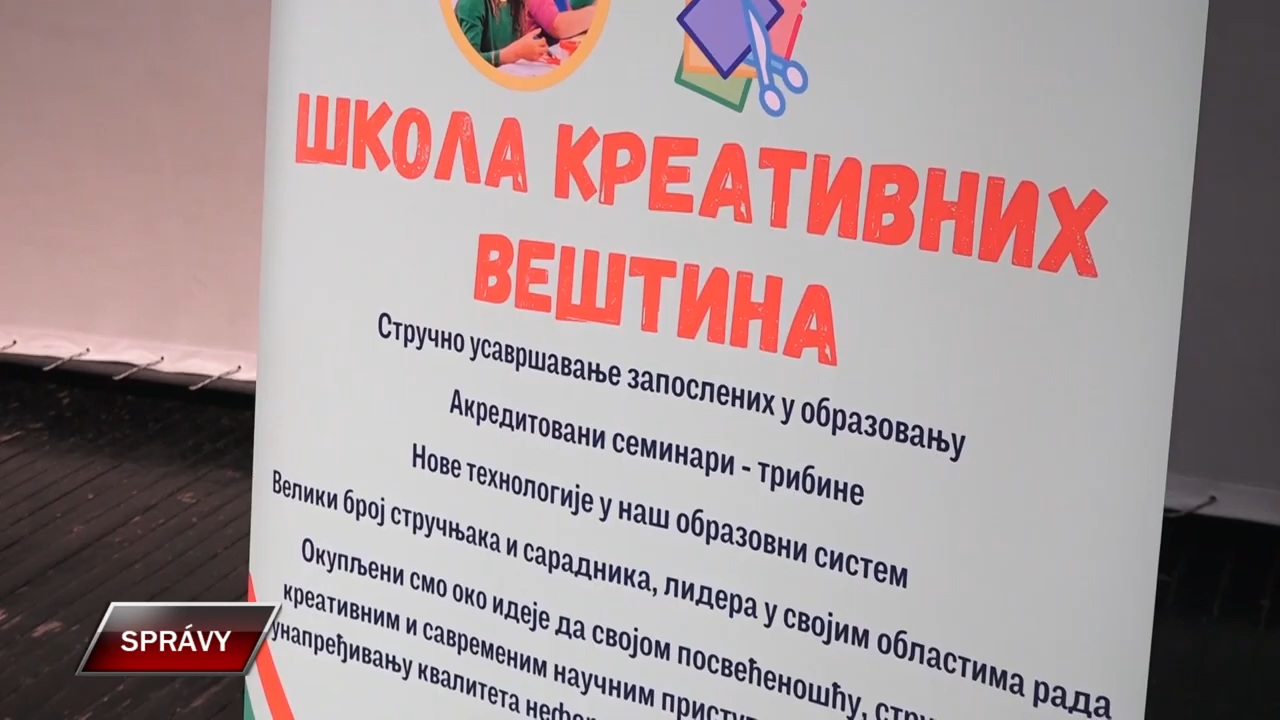 ШКОЛА КРЕАТИВНИХ
ВЕШТИНА
Стручно усавршавање запослених у образовању
Акредитовани семинари - трибине
Нове технологије у наш образовни систем
Велики број стручњака и сарадника, лидера у својим областима рада
Окупљени смо око идеје да својом посвећеношћу,
креативним и савременим научним
унапређивању квалитета
SPRÁVY